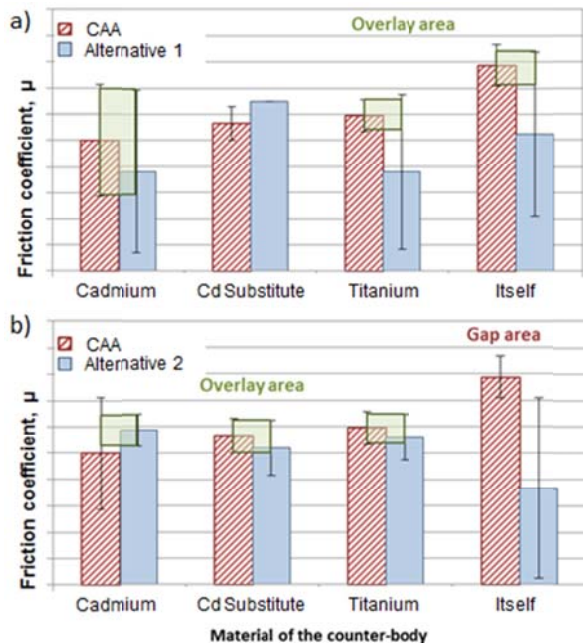 a)
CAA
Alternative 1
Overlay area
Friction coefficient, µ
Cadmium
Cd Substitute
Titanium
Itself
b)
CAA
Alternative 2
Gap area
Overlay area
Friction coefficient, µ
Cadmium
Cd Substitute
Titanium
Itself
Material of the counter-body